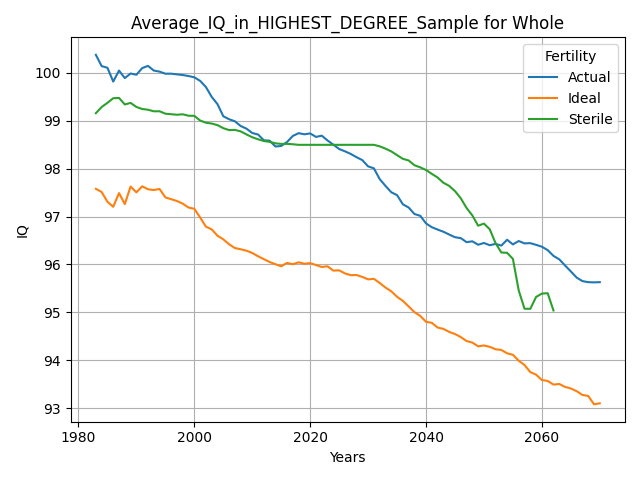 Average_IQ_in_HIGHEST_DEGREE_Sample for Whole
IQ
100
99
98
97
96
95
94
93
Fertility
Actual
Ideal
Sterile
1980
2000
2020
2040
2060
Years